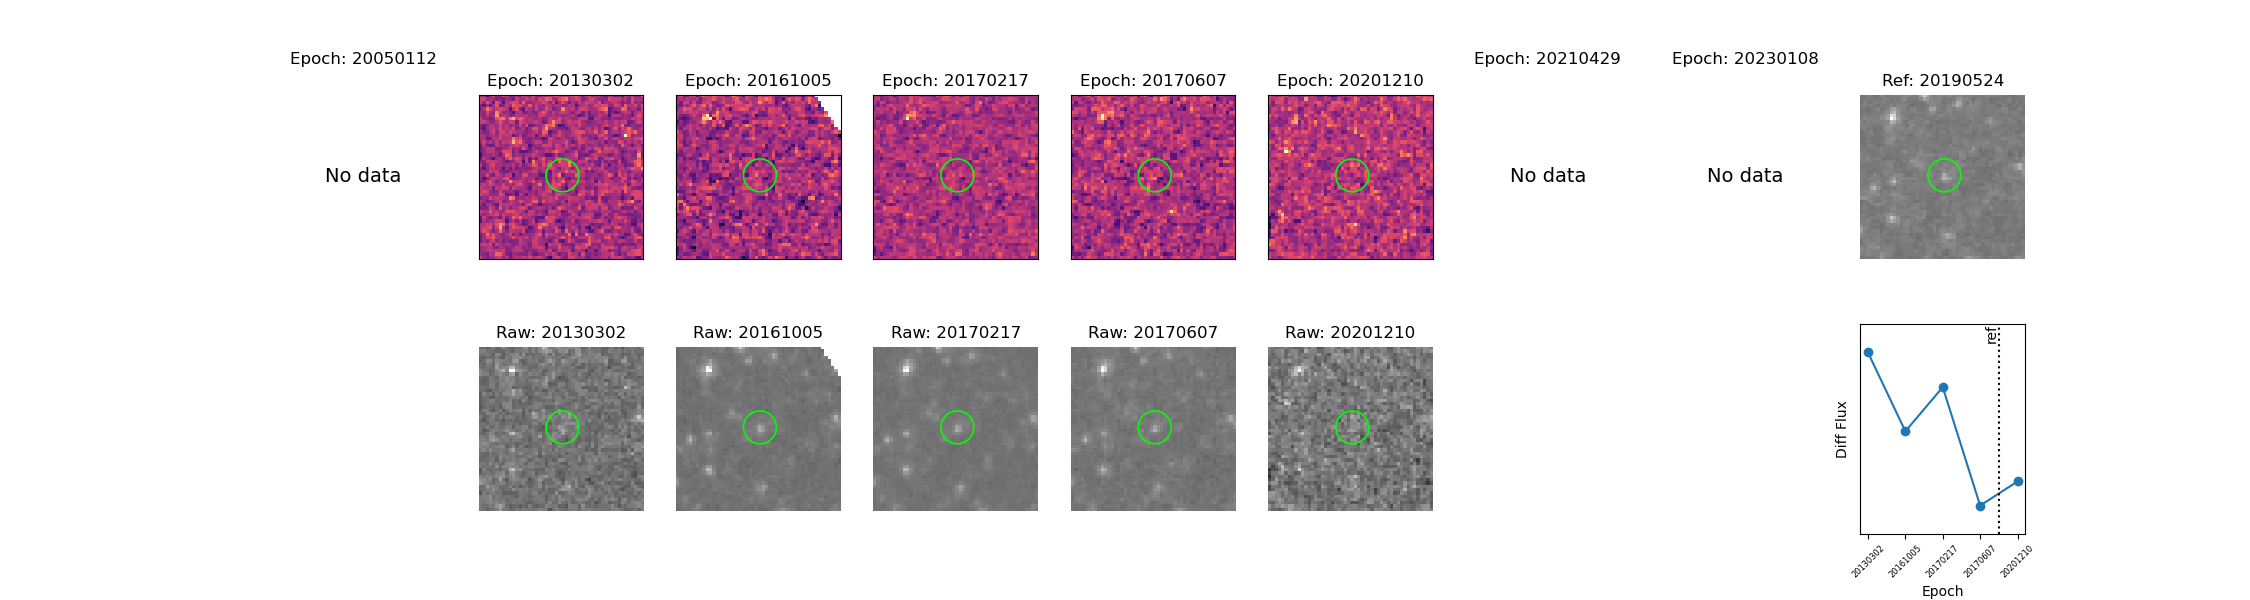 Epoch: 20050112
Epoch: 20130302
Epoch: 20161005
Epoch: 20170217
Epoch: 20170607
Epoch: 20201210
Epoch: 20210429
Epoch: 20230108
Ref: 20190524
No data
No data
No data
Raw: 20130302
Raw: 20161005
Raw: 20170217
Raw: 20170607
Raw: 20201210
ref
Diff Flux
20130302
20161005
20170217
20170607
20201210
Epoch